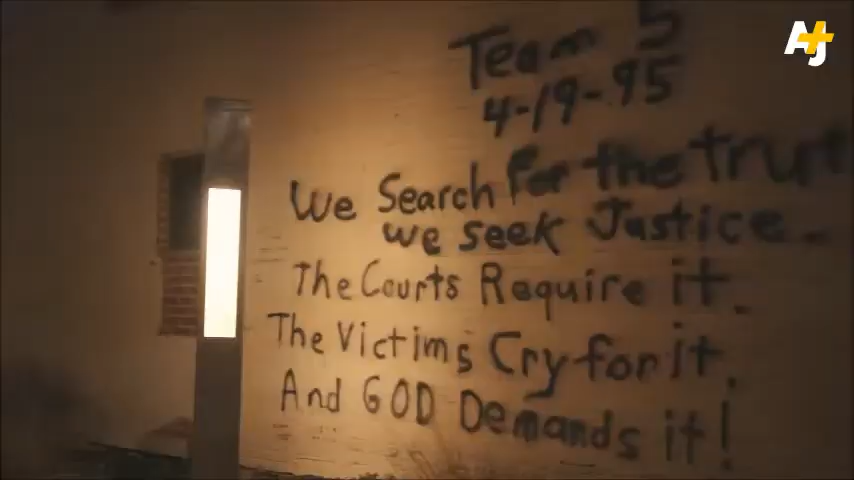 AJ+
Team 5
4-19-95
We Search for the truth
we seek Justice.
The Courts Require it.
The Victims Cry for it.
And GOD Demands it!